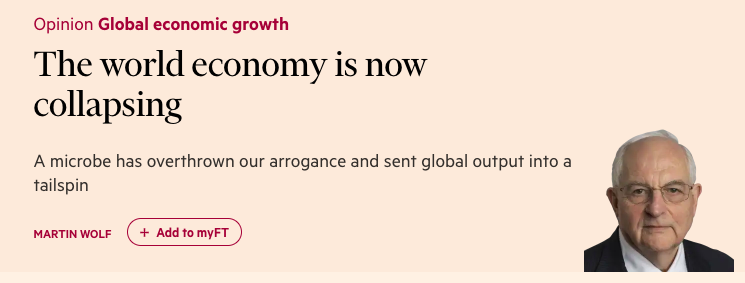 Opinion Global economic growth
The world economy is now
collapsing
A microbe has overthrown our arrogance and sent global output into a
tailspin
MARTIN WOLF + Add to myFT